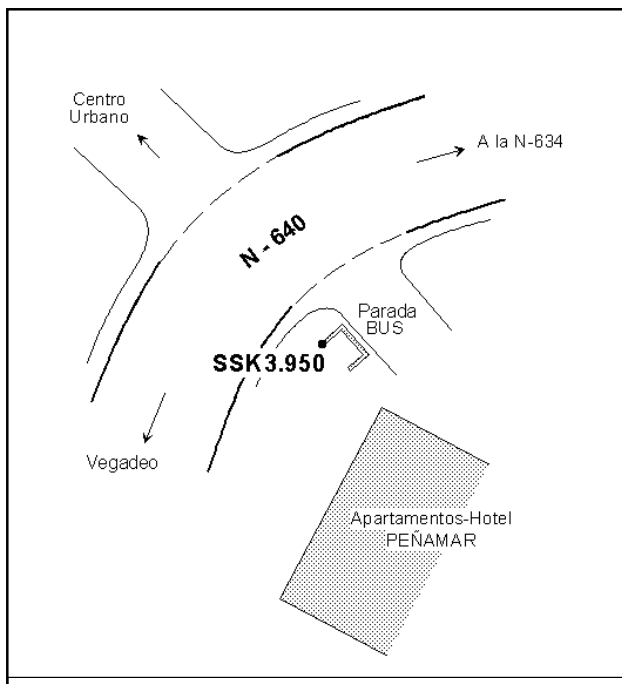 Centro
Urbano
A la N-634
N - 640
Parada
BUS
SSK3.950
Vegadeo
Apartamentos-Hotel
PEÑAMAR